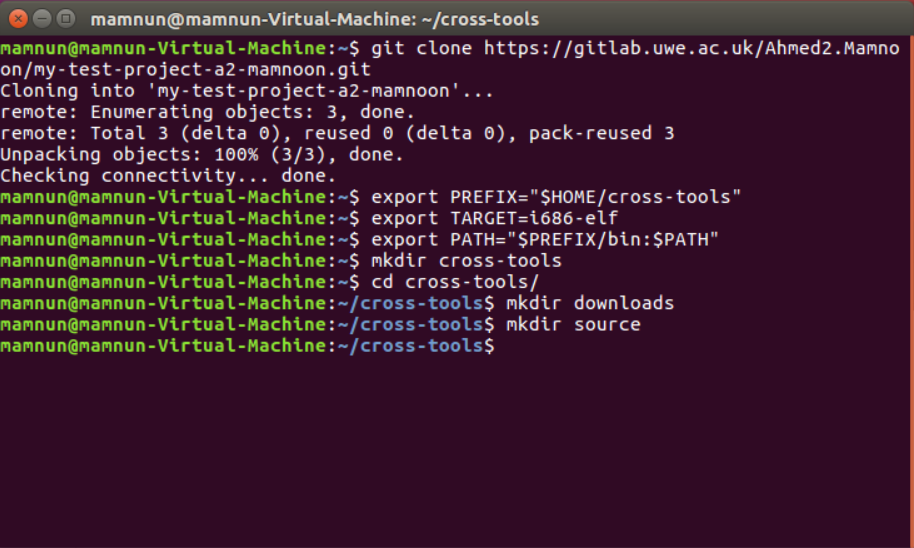 mamnun@mamnun-Virtual-Machine: ~/cross-tools
mamnun@mamnun-Virtual-Machine:~$ git clone https://gitlab.uwe.ac.uk/Ahmed2.Mamno
on/my-test-project-a2-mamnoon.git
Cloning into 'my-test-project-a2-mamnoon'...
remote: Enumerating objects: 3, done.
remote: Total 3 (delta 0), reused 0 (delta 0), pack-reused 3
Unpacking objects: 100% (3/3), done.
Checking connectivity... done.
mamnun@mamnun-Virtual-Machine:~$ export PREFIX="$HOME/cross-tools"
mamnun@mamnun-Virtual-Machine:~$ export TARGET=i686-elf
mamnun@mamnun-Virtual-Machine:~$ export PATH="$PREFIX/bin:$PATH"
mamnun@mamnun-Virtual-Machine:~$ mkdir cross-tools
mamnun@mamnun-Virtual-Machine:~$ cd cross-tools/
mamnun@mamnun-Virtual-Machine:~/cross-tools$ mkdir downloads
mamnun@mamnun-Virtual-Machine:~/cross-tools$ mkdir source
mamnun@mamnun-Virtual-Machine:~/cross-tools$